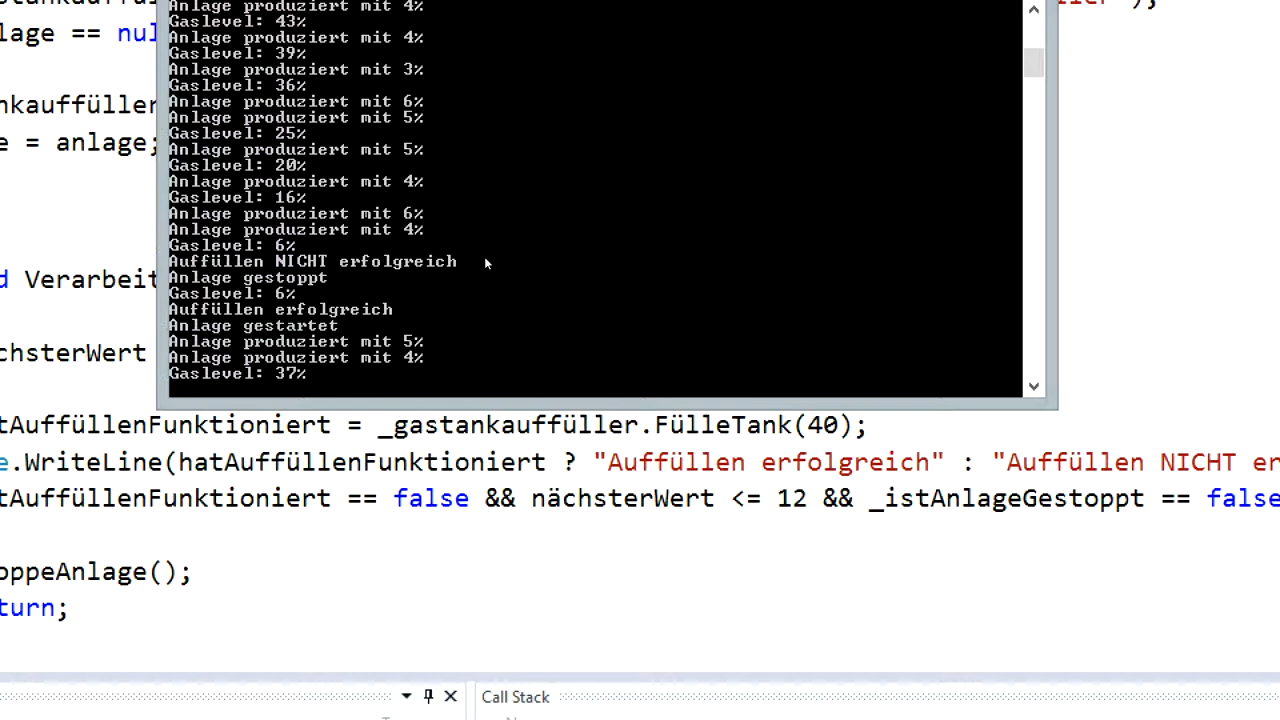 Anlage produziert mit 4%
Gaslevel: 43%
Anlage produziert mit 4%
Gaslevel: 39%
Anlage produziert mit 3%
Gaslevel: 36%
Anlage produziert mit 6%
Anlage produziert mit 5%
Gaslevel: 25%
Anlage produziert mit 5%
Gaslevel: 20%
Anlage produziert mit 4%
Gaslevel: 16%
Anlage produziert mit 6%
Anlage produziert mit 4%
Gaslevel: 6%
Auffüllen NICHT erfolgreich
Anlage gestoppt
Gaslevel: 6%
Auffüllen erfolgreich
Anlage gestartet
Anlage produziert mit 5%
Anlage produziert mit 4%
Gaslevel: 37%
lage == nul
nkauffüller
e = anlage;
d Verarbeit
chsterWert
tAuffüllenFunktioniert = _gastankauffüller.FülleTank(40);
e.WriteLine(hatAuffüllenFunktioniert ? "Auffüllen erfolgreich" : "Auffüllen NICHT er
tAuffüllenFunktioniert == false && nächsterWert <= 12 && _istAnlageGestoppt == false
oppeAnlage();
turn;
Call Stack